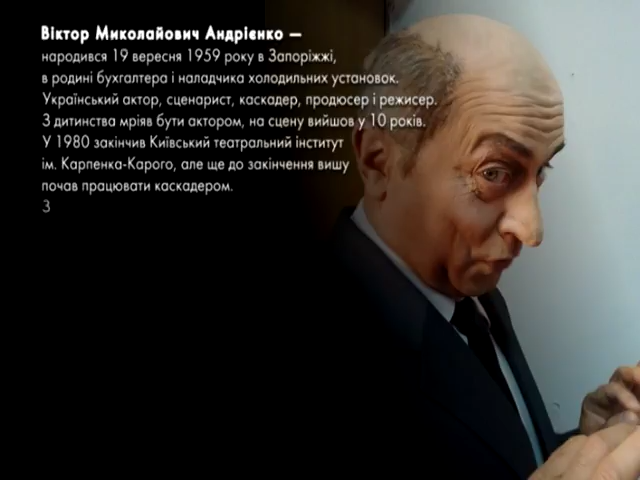 Віктор Миколайович Андрієнко —
народився 19 вересня 1959 року в Запоріжжі,
в родині бухгалтера і наладчика холодильних установок.
Український актор, сценарист, каскадер, продюсер і режисер.
З дитинства мріяв бути актором, на сцену вийшов у 10 років.
У 1980 закінчив Київський театральний інститут
ім. Карпенка-Карого, але ще до закінчення вишу
почав працювати каскадером.
З